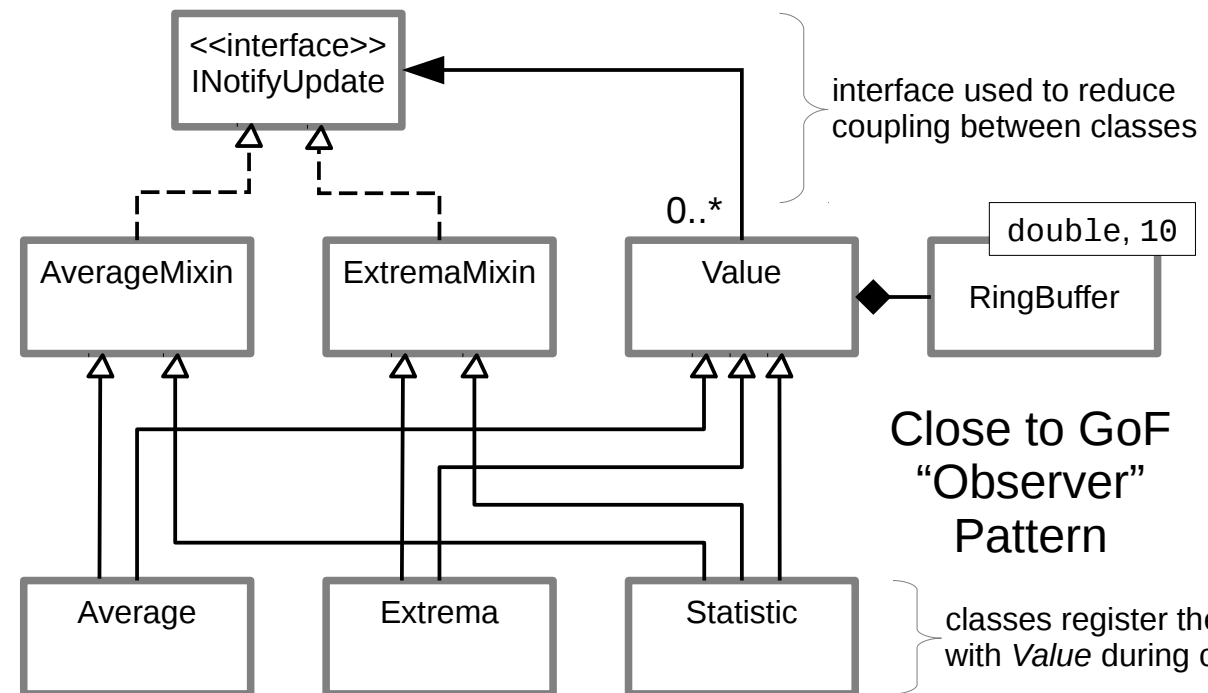 <<interface>>
INotifyUpdate
interface used to reduce
coupling between classes
0..*
double, 10
AverageMixin
ExtremaMixin
Value
RingBuffer
Close to GoF
“Observer”
Pattern
Average
Extrema
Statistic
classes register
with Value during